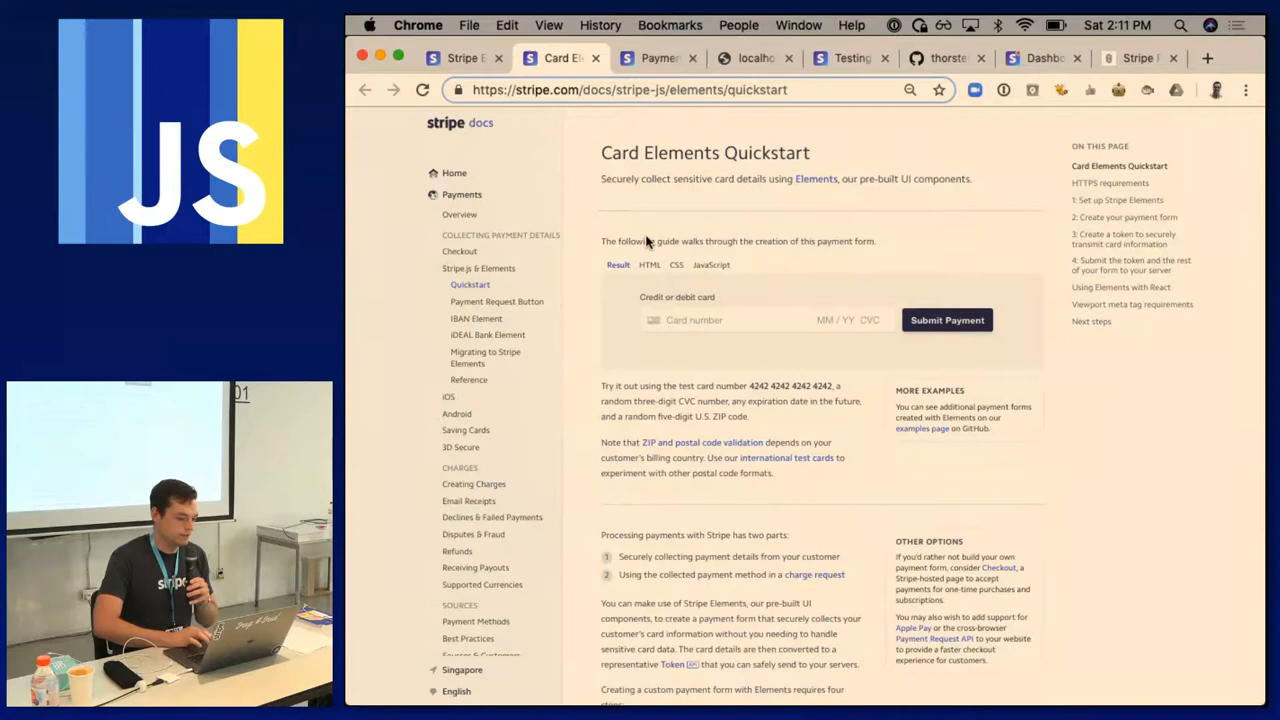 JS
Chrome File Edit View History Bookmarks People Window Help Sat 2:11 PM
Stripe E Card El Paymen localho Testing thorste Dashbo Stripe P
https://stripe.com/docs/stripe-js/elements/quickstart
stripe docs
Home
Payments
Overview
COLLECTING PAYMENT DETAILS
Checkout
Stripe.js & Elements
Quickstart
Payment Request Button
IBAN Element
iDEAL Bank Element
Migrating to Stripe
Elements
Reference
iOS
Android
Saving Cards
3D Secure
CHARGES
Creating Charges
Email Receipts
Declines & Failed Payments
Disputes & Fraud
Refunds
Receiving Payouts
Supported Currencies
SOURCES
Payment Methods
Best Practices
Sources & Customers
Singapore
English
Card Elements Quickstart
Securely collect sensitive card details using Elements, our pre-built UI components.
The following guide walks through the creation of this payment form.
Result HTML CSS JavaScript
Credit or debit card
Card number MM / YY CVC
Submit Payment
Try it out using the test card number 4242 4242 4242 4242, a
random three-digit CVC number, any expiration date in the future,
and a random five-digit U.S. ZIP code.
Note that ZIP and postal code validation depends on your
customer's billing country. Use our international test cards to
experiment with other postal code formats.
MORE EXAMPLES
You can see additional payment forms
created with Elements on our
examples page on GitHub.
Processing payments with Stripe has two parts:
1 Securely collecting payment details from your customer
2 Using the collected payment method in a charge request
You can make use of Stripe Elements, our pre-built UI
components, to create a payment form that securely collects your
customer's card information without you needing to handle
sensitive card data. The card details are then converted to a
representative Token API that you can safely send to your servers.
Creating a custom payment form with Elements requires four
steps:
OTHER OPTIONS
If you'd rather not build your own
payment form, consider Checkout, a
Stripe-hosted page to accept
payments for one-time purchases and
subscriptions.
You may also wish to add support for
Apple Pay or the cross-browser
Payment Request API to your website
to provide a faster checkout
experience for customers.
ON THIS PAGE
Card Elements Quickstart
HTTPS requirements
1: Set up Stripe Elements
2: Create your payment form
3: Create a token to securely
transmit card information
4: Submit the token and the rest
of your form to your server
Using Elements with React
Viewport meta tag requirements
Next steps
01
stripe